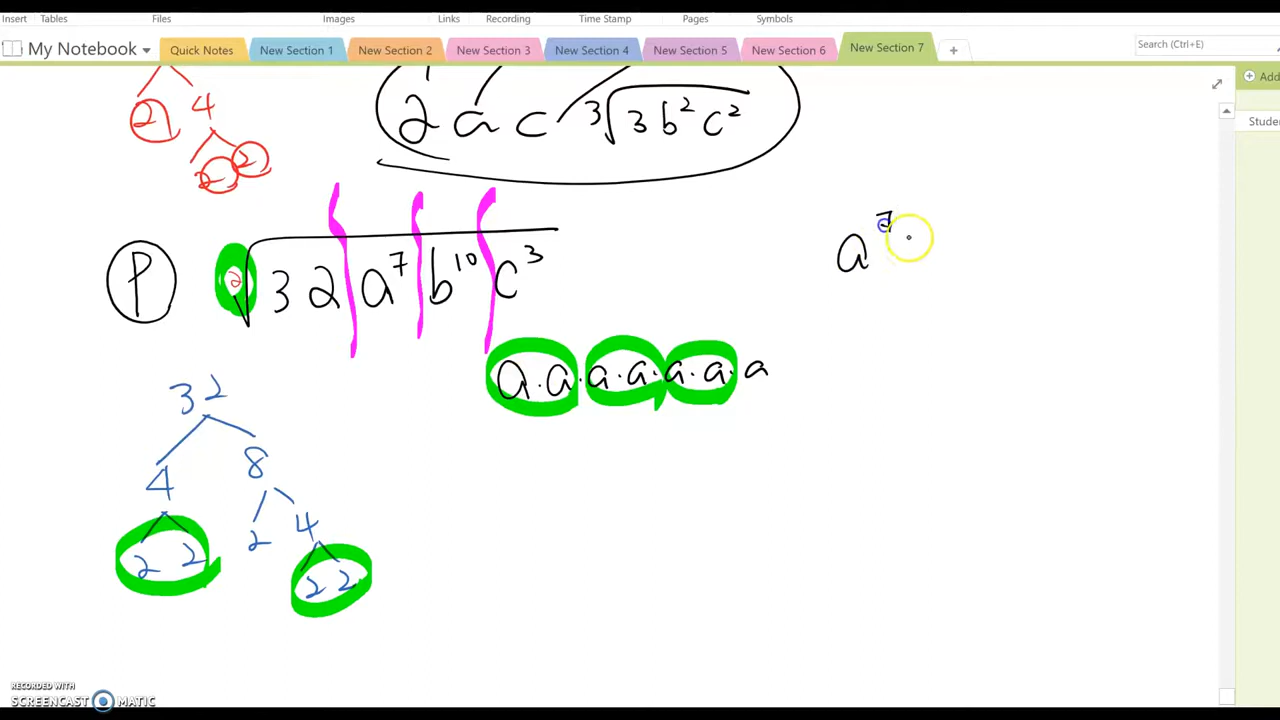 Insert Tables Files Images Links Recording Time Stamp Pages Symbols
My Notebook Quick Notes New Section 1 New Section 2 New Section 3 New Section 4 New Section 5 New Section 6 New Section 7 + Search (Ctrl+E)
Add
Stude
2 4
2 2
2 a c ∛(3b²c²)
P ²√(32 a⁷ b¹⁰ c³)
a⁷
a·a·a·a·a·a·a
32
4 8
2 2 2 4
2 2
RECORDED WITH
SCREENCAST MATIC